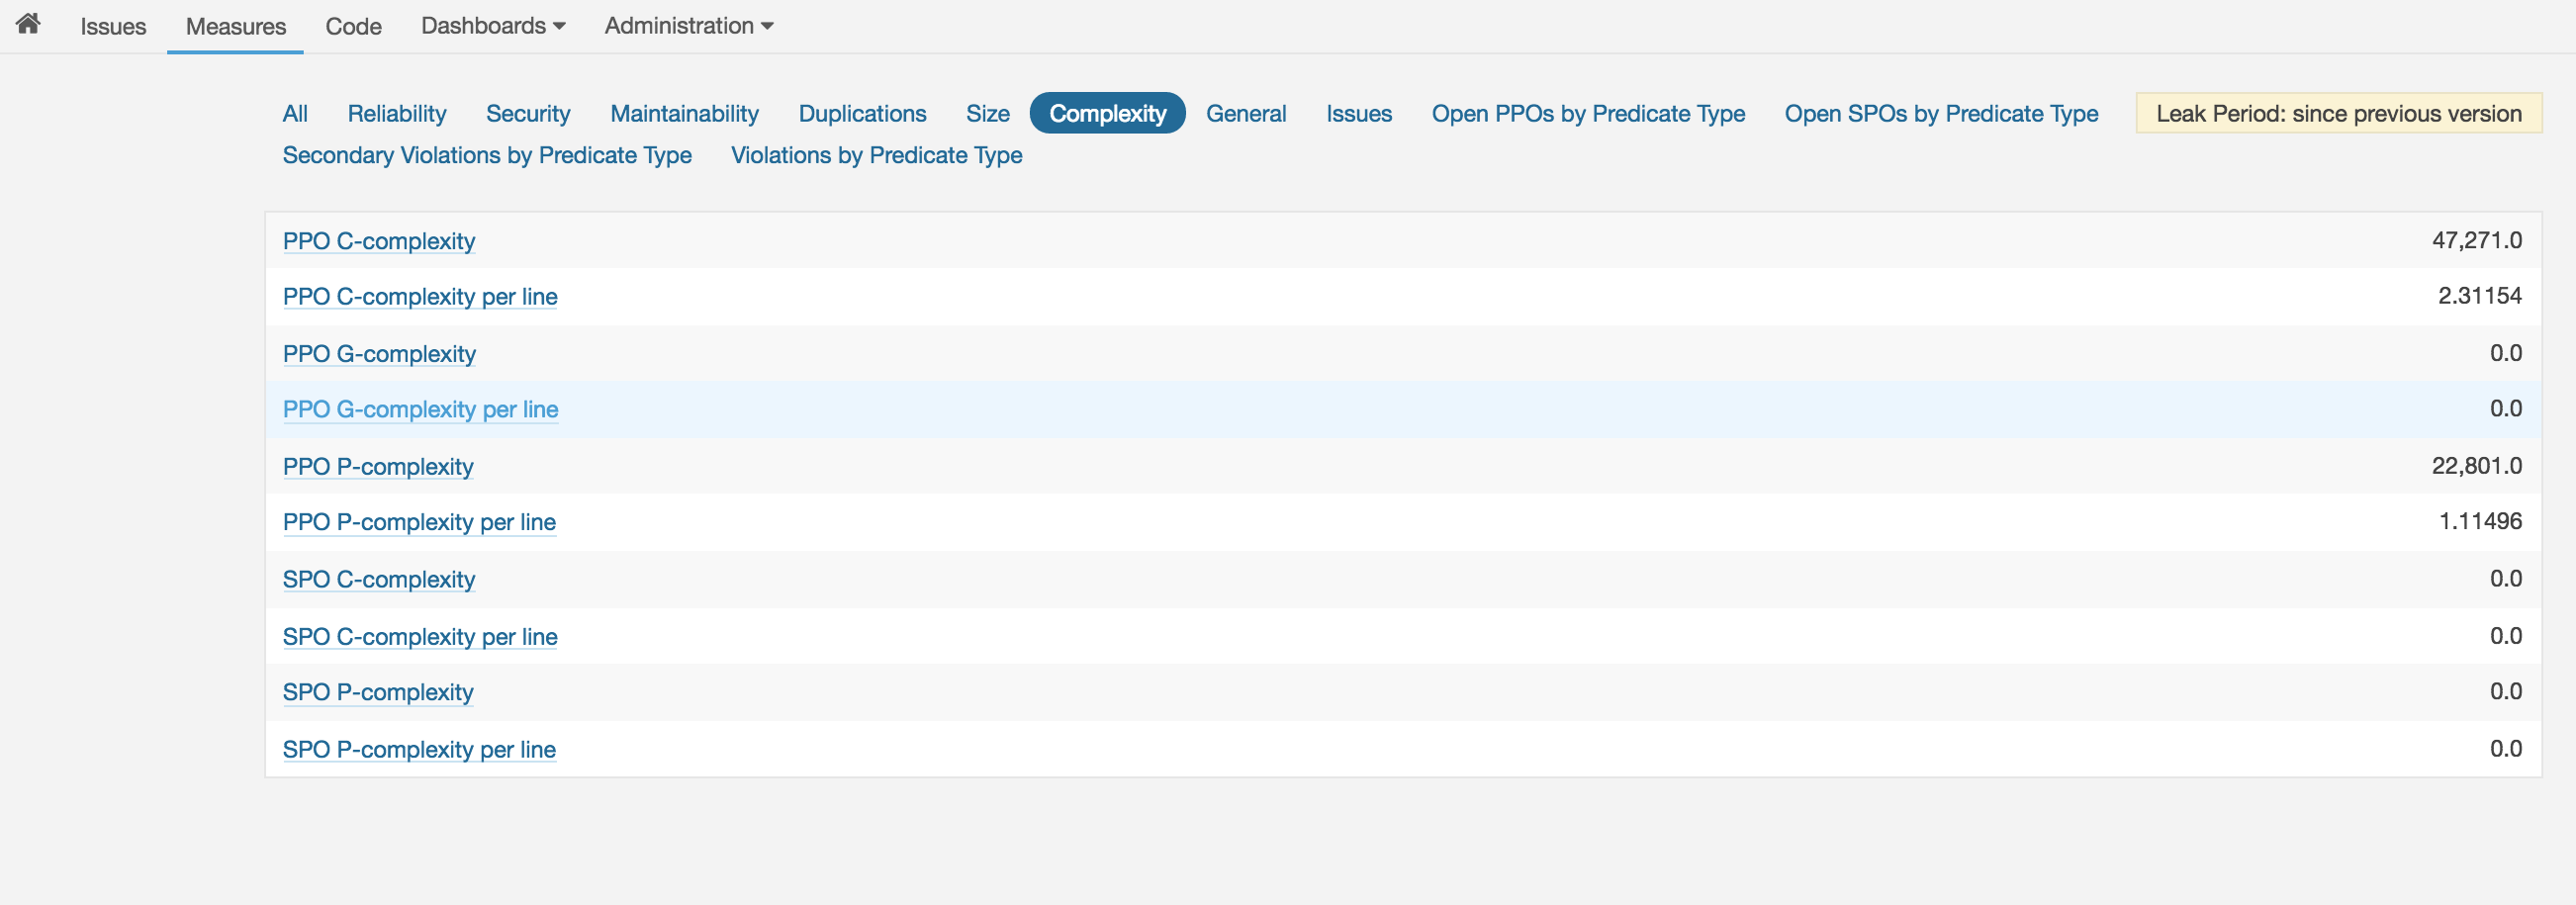 Issues Measures Code Dashboards Administration
All Reliability Security Maintainability Duplications Size Complexity General Issues Open PPOs by Predicate Type Open SPOs by Predicate Type Leak Period: since previous version
Secondary Violations by Predicate Type Violations by Predicate Type
PPO C-complexity 47,271.0
PPO C-complexity per line 2.31154
PPO G-complexity 0.0
PPO G-complexity per line 0.0
PPO P-complexity 22,801.0
PPO P-complexity per line 1.11496
SPO C-complexity 0.0
SPO C-complexity per line 0.0
SPO P-complexity 0.0
SPO P-complexity per line 0.0